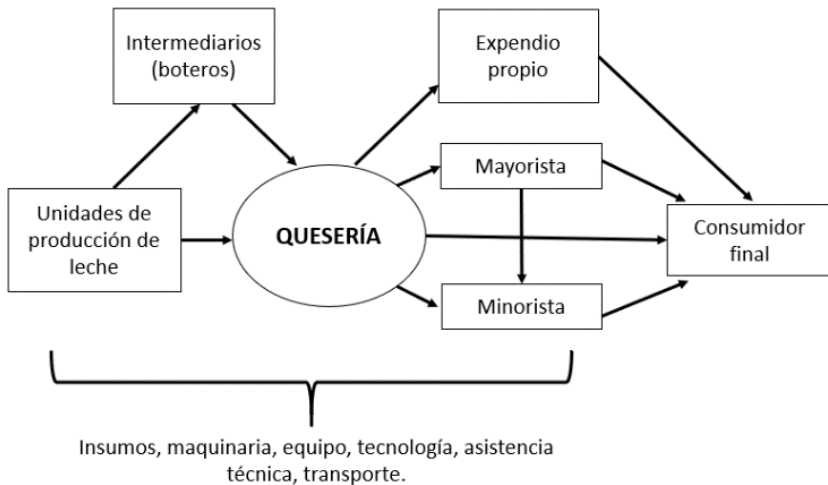 Intermediarios
(boteros)
Expendio
propio
Mayorista
Unidades de
producción de
leche
QUESERÍA
Consumidor
final
Minorista
Insumos, maquinaria, equipo, tecnología, asistencia
técnica, transporte.